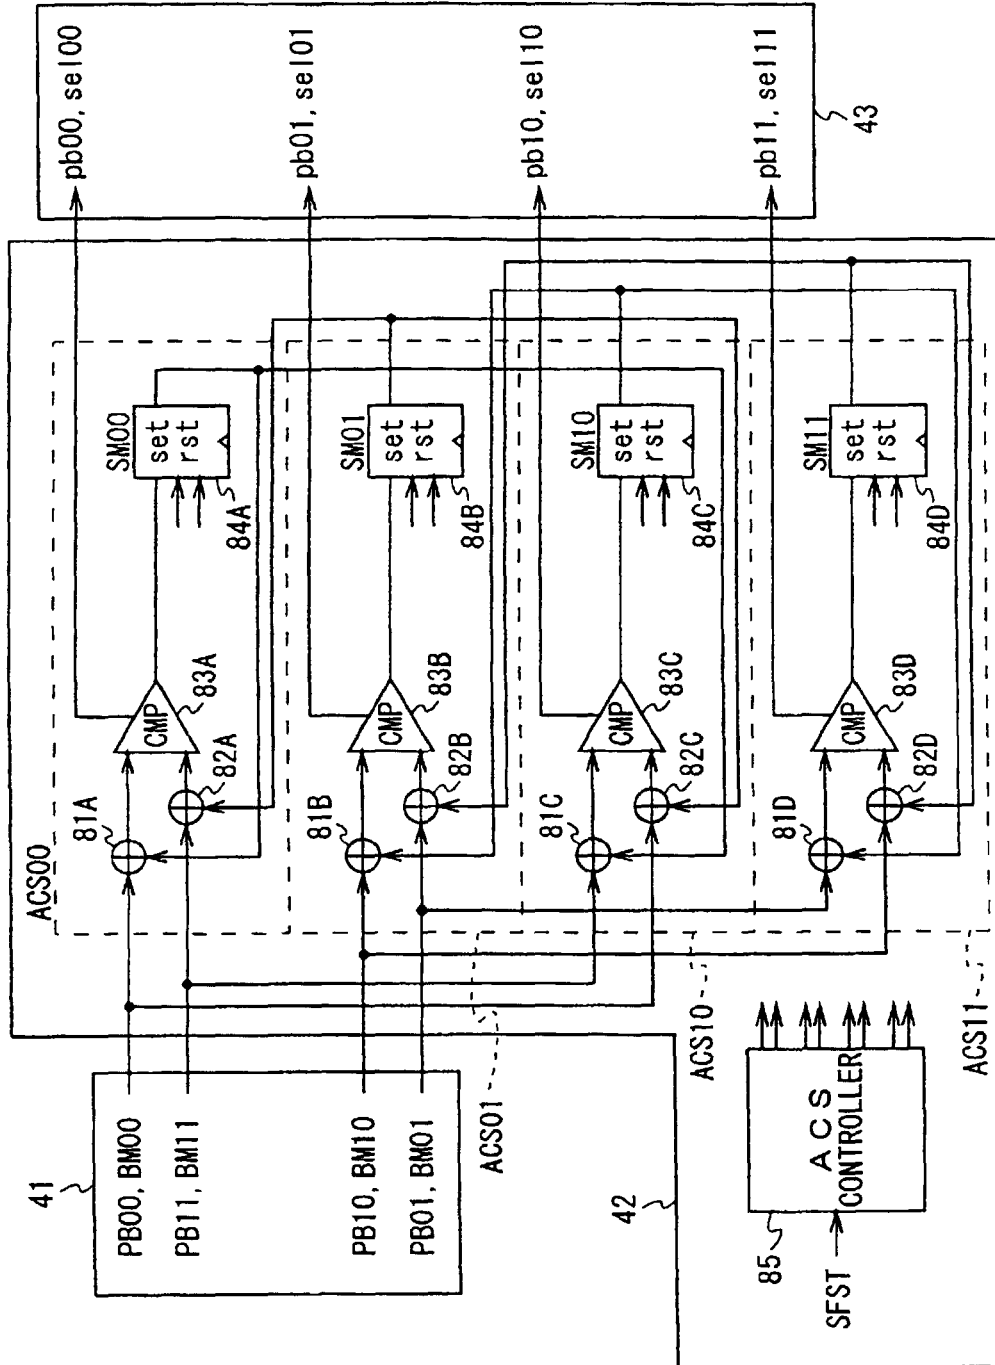 41
PB00, BM00
PB11, BM11
PB10, BM10
PB01, BM01
42
ACS00
81A
82A
CMP
83A
SM00
set
rst
84A
pb00, sel00
ACS01
81B
82B
CMP
83B
SM01
set
rst
84B
pb01, sel01
ACS10
81C
82C
CMP
83C
SM10
set
rst
84C
pb10, sel10
ACS11
81D
82D
CMP
83D
SM11
set
rst
84D
pb11, sel11
43
SFST
85
ACS
CONTROLLER